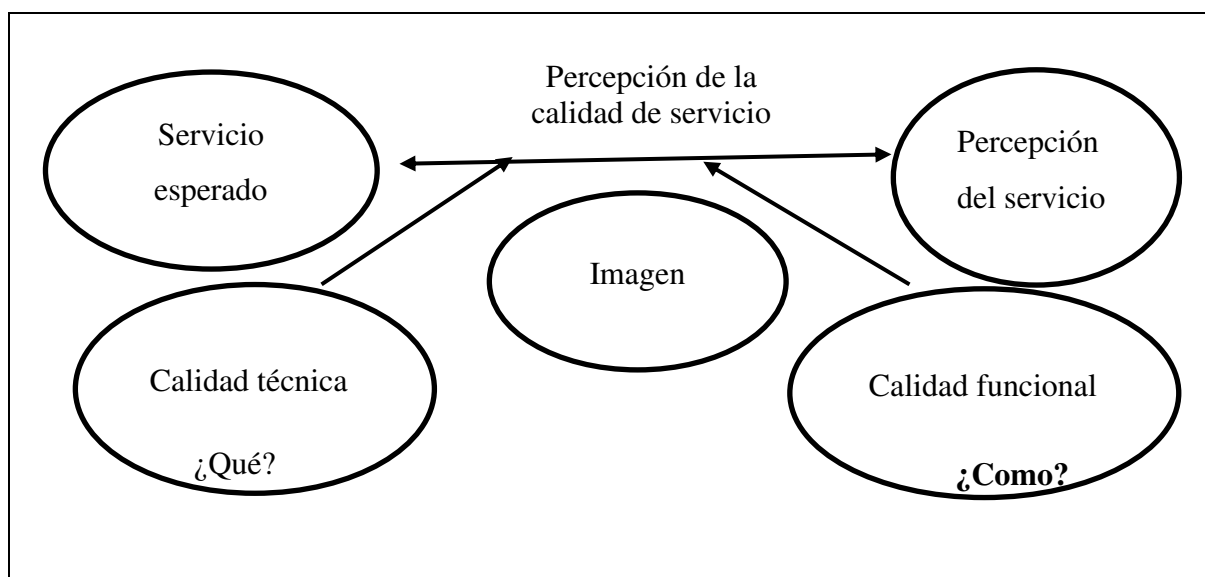 Percepción de la
calidad de servicio
Servicio
esperado
Percepción
del servicio
Imagen
Calidad técnica
¿Qué?
Calidad funcional
¿Como?